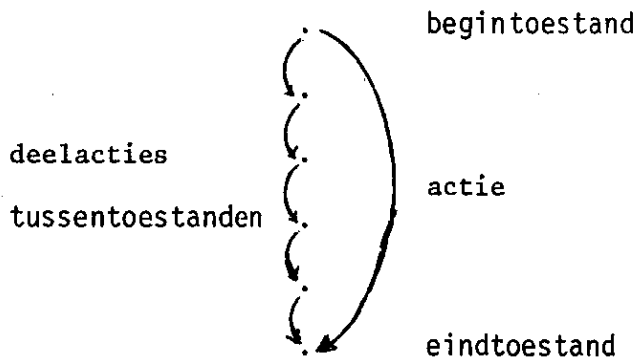 begintoestand
deelacties
actie
tussentoestanden
eindtoestand